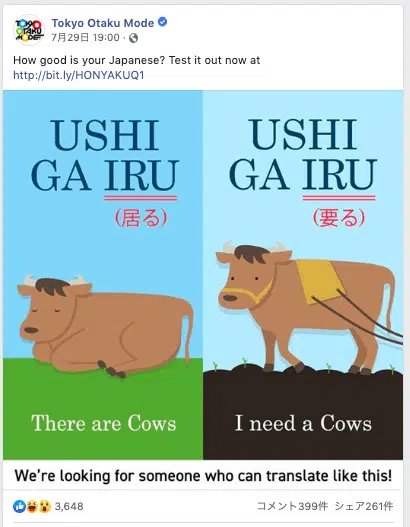 TOKYO
OTAKU
MODE
Tokyo Otaku Mode
7月29日 19:00 ·
How good is your Japanese? Test it out now at
http://bit.ly/HONYAKUQ1
USHI
GA IRU
(居る)
There are Cows
USHI
GA IRU
(要る)
I need a Cows
We're looking for someone who can translate like this!
3,648
コメント399件 シェア261件